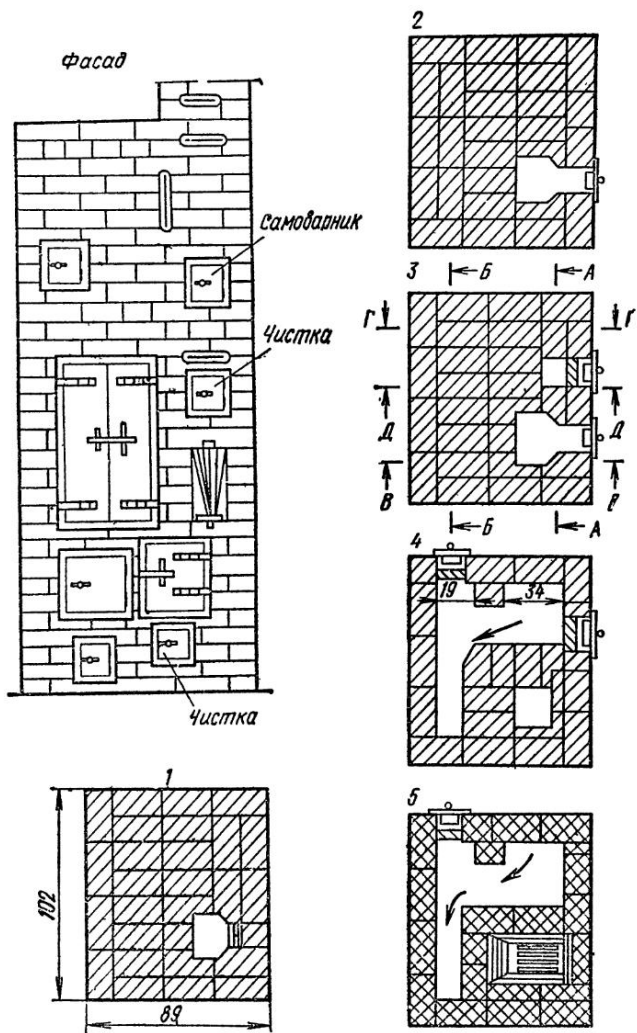 Фасад
Самоварник
Чистка
Чистка
1
102
89
2
3
Б А
Г Г
Д Д
В В
Б А
4
19 34
5